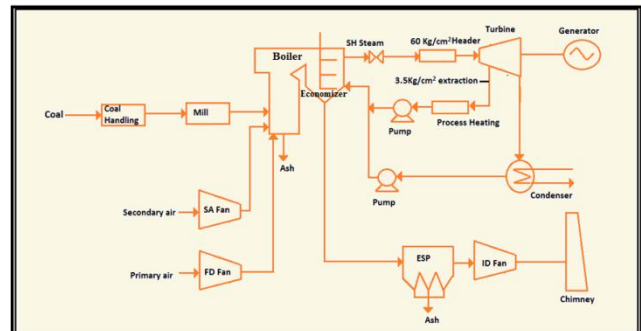 Turbine
Generator
SH Steam
60 Kg/cm²Header
Boiler
3.5Kg/cm² extraction
Economizer
Coal
Coal
Handling
Mill
Pump
Process Heating
Ash
Pump
Condenser
Secondary air
SA Fan
Primary air
FD Fan
ESP
ID Fan
Ash
Chimney